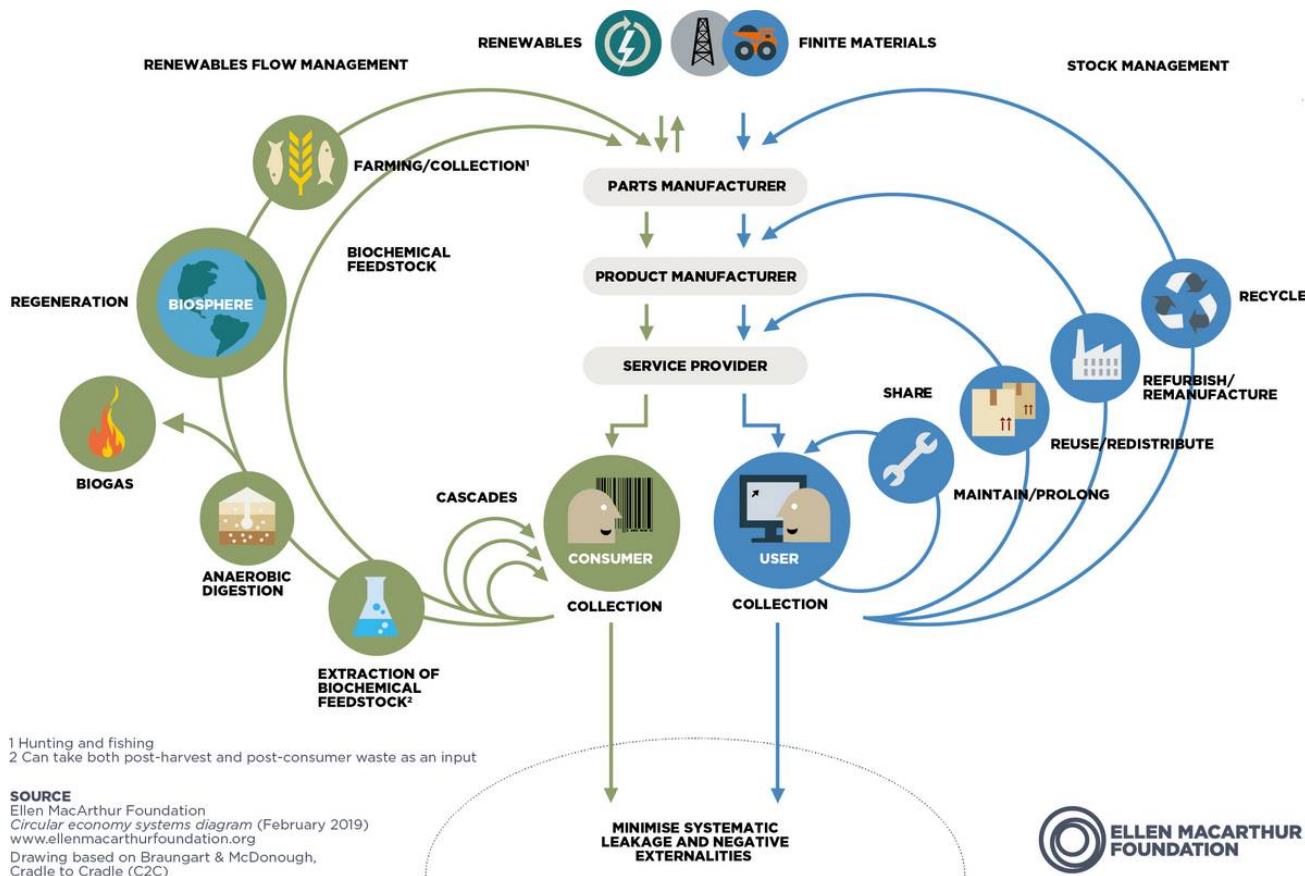 RENEWABLES
FINITE MATERIALS
RENEWABLES FLOW MANAGEMENT
STOCK MANAGEMENT
FARMING/COLLECTION¹
PARTS MANUFACTURER
BIOCHEMICAL
FEEDSTOCK
PRODUCT MANUFACTURER
REGENERATION
BIOSPHERE
RECYCLE
SERVICE PROVIDER
SHARE
REFURBISH/
REMANUFACTURE
REUSE/REDISTRIBUTE
BIOGAS
CASCADES
MAINTAIN/PROLONG
CONSUMER
USER
ANAEROBIC
DIGESTION
COLLECTION
COLLECTION
EXTRACTION OF
BIOCHEMICAL
FEEDSTOCK²
1 Hunting and fishing
2 Can take both post-harvest and post-consumer waste as an input
SOURCE
Ellen MacArthur Foundation
Circular economy systems diagram (February 2019)
www.ellenmacarthurfoundation.org
Drawing based on Braungart & McDonough,
Cradle to Cradle (C2C)
MINIMISE SYSTEMATIC
LEAKAGE AND NEGATIVE
EXTERNALITIES
ELLEN MACARTHUR
FOUNDATION